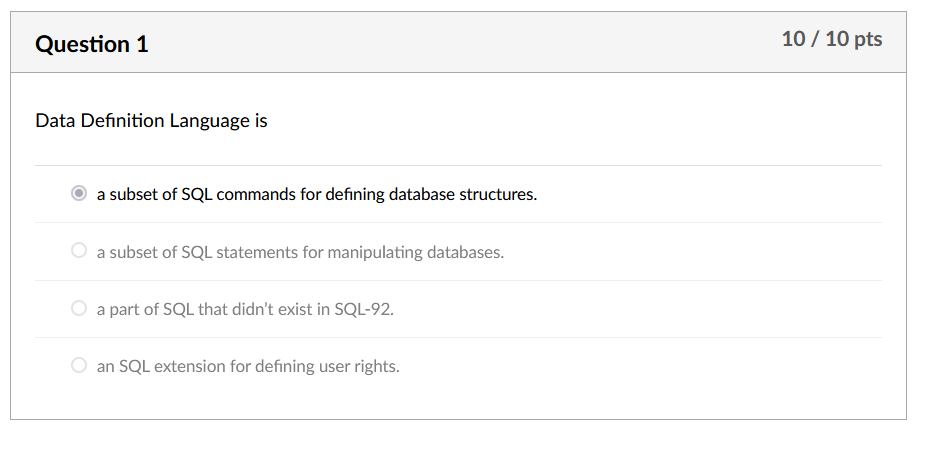 Question 1
10 / 10 pts
Data Definition Language is
a subset of SQL commands for defining database structures.
a subset of SQL statements for manipulating databases.
a part of SQL that didn’t exist in SQL-92.
an SQL extension for defining user rights.